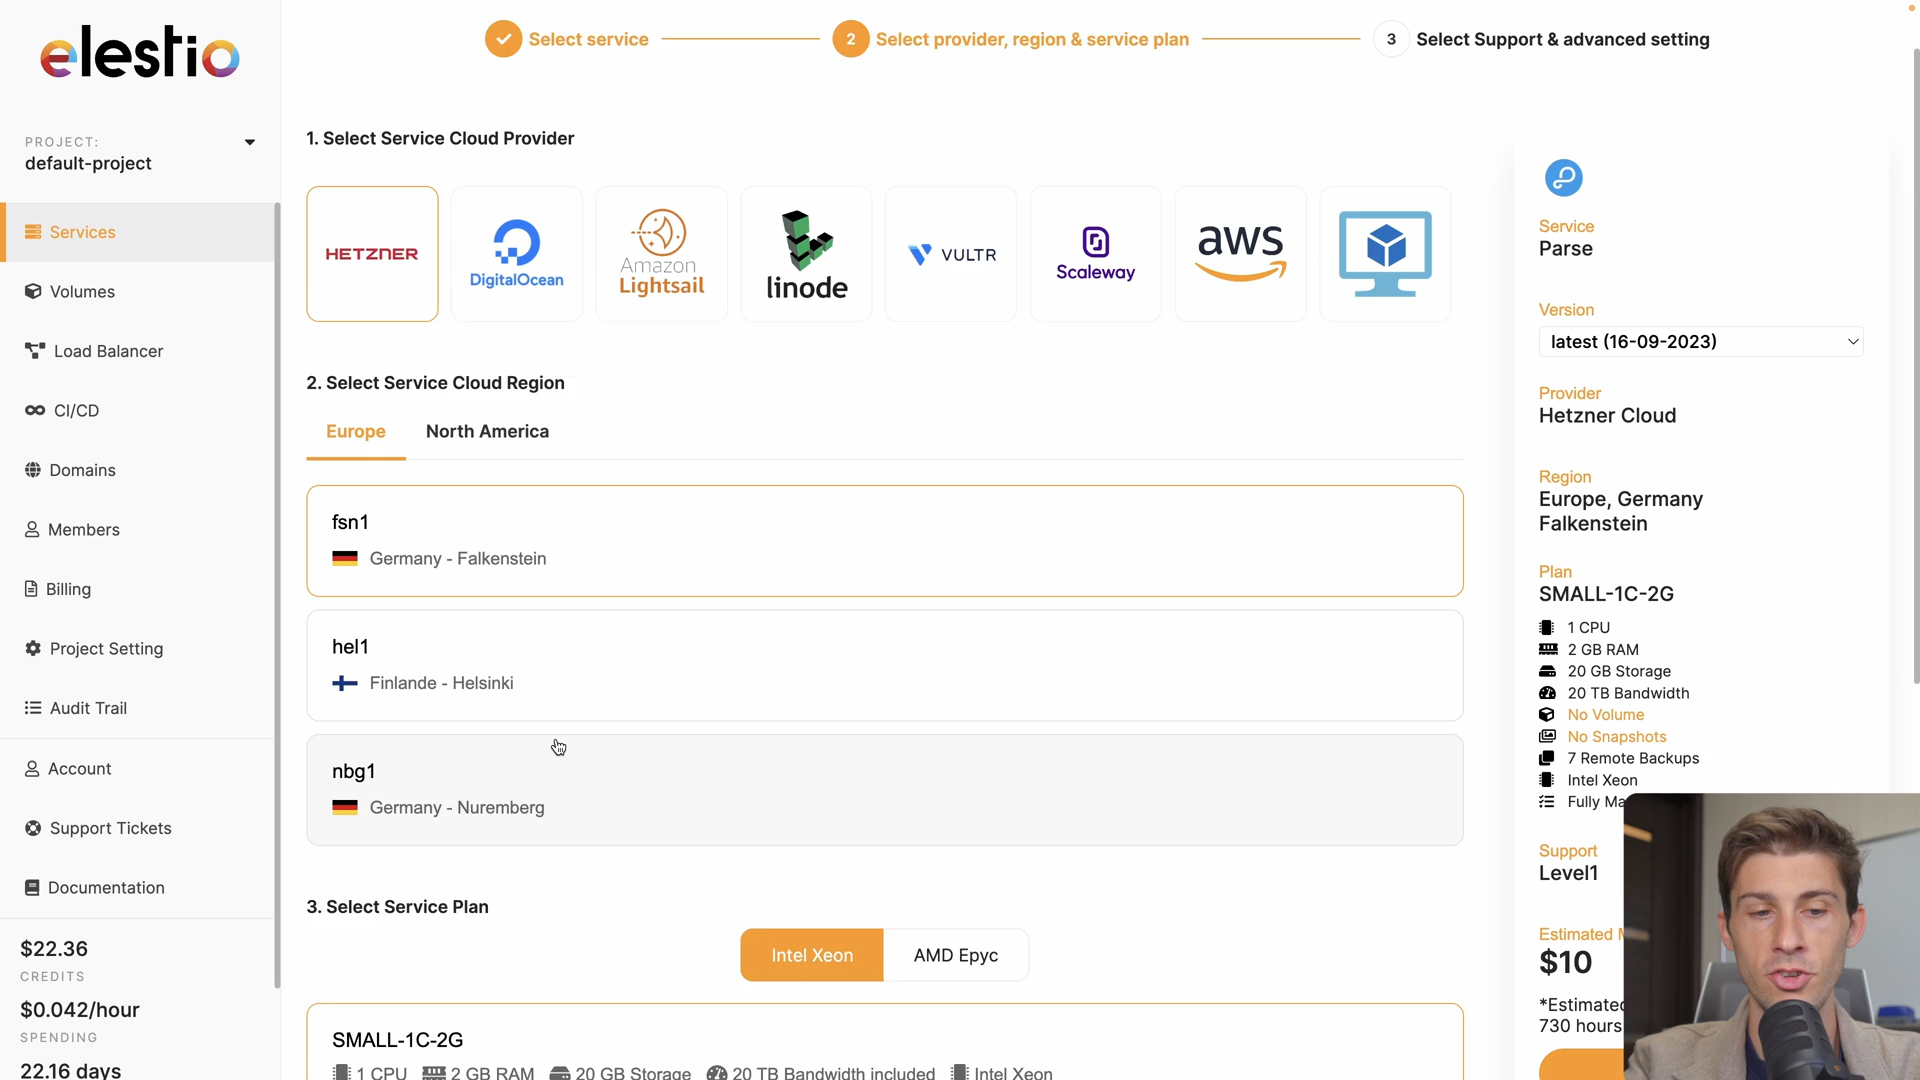 elestio
Select service
2
Select provider, region & service plan
3
Select Support & advanced setting
PROJECT:
default-project
Services
Volumes
Load Balancer
CI/CD
Domains
Members
Billing
Project Setting
Audit Trail
Account
Support Tickets
Documentation
$22.36
CREDITS
$0.042/hour
SPENDING
22.16 days
1. Select Service Cloud Provider
HETZNER
DigitalOcean
Amazon
Lightsail
linode
VULTR
Scaleway
aws
2. Select Service Cloud Region
Europe
North America
fsn1
Germany - Falkenstein
hel1
Finlande - Helsinki
nbg1
Germany - Nuremberg
3. Select Service Plan
Intel Xeon
AMD Epyc
SMALL-1C-2G
1 CPU
2 GB RAM
20 GB Storage
20 TB Bandwidth included
Intel Xeon
Service
Parse
Version
latest (16-09-2023)
Provider
Hetzner Cloud
Region
Europe, Germany
Falkenstein
Plan
SMALL-1C-2G
1 CPU
2 GB RAM
20 GB Storage
20 TB Bandwidth
No Volume
No Snapshots
7 Remote Backups
Intel Xeon
Fully Ma
Support
Level1
Estimated
$10
*Estimated
730 hours